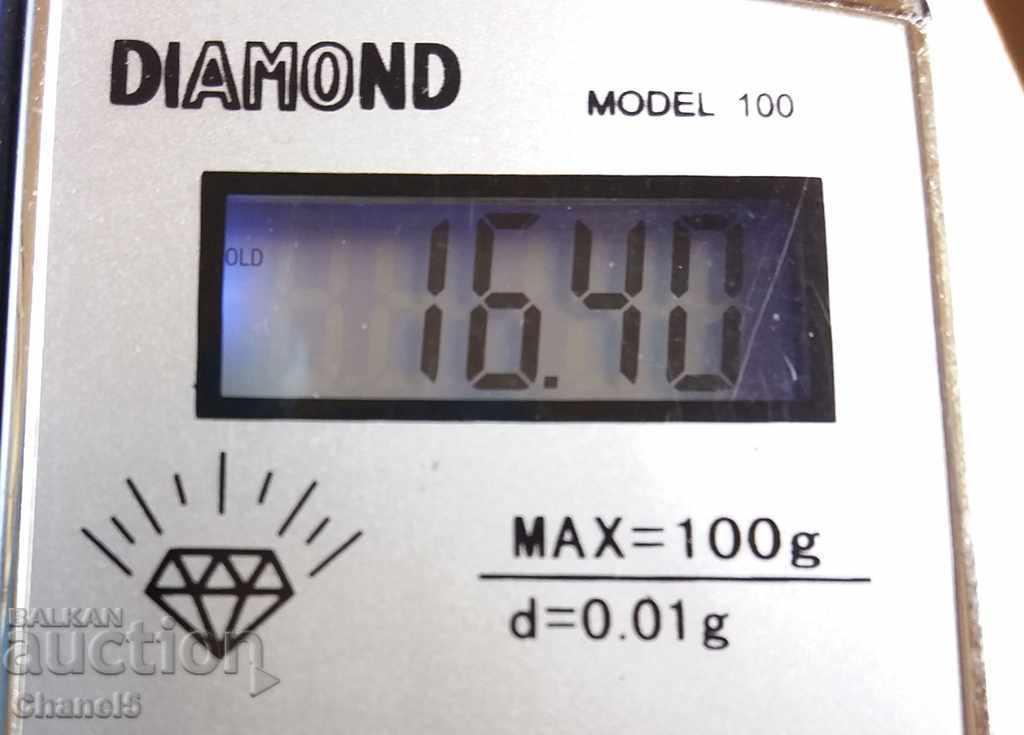 DIAMOND
MODEL 100
OLD
16.40
MAX=100g
d=0.01g
BALKAN
auction
Chanel5